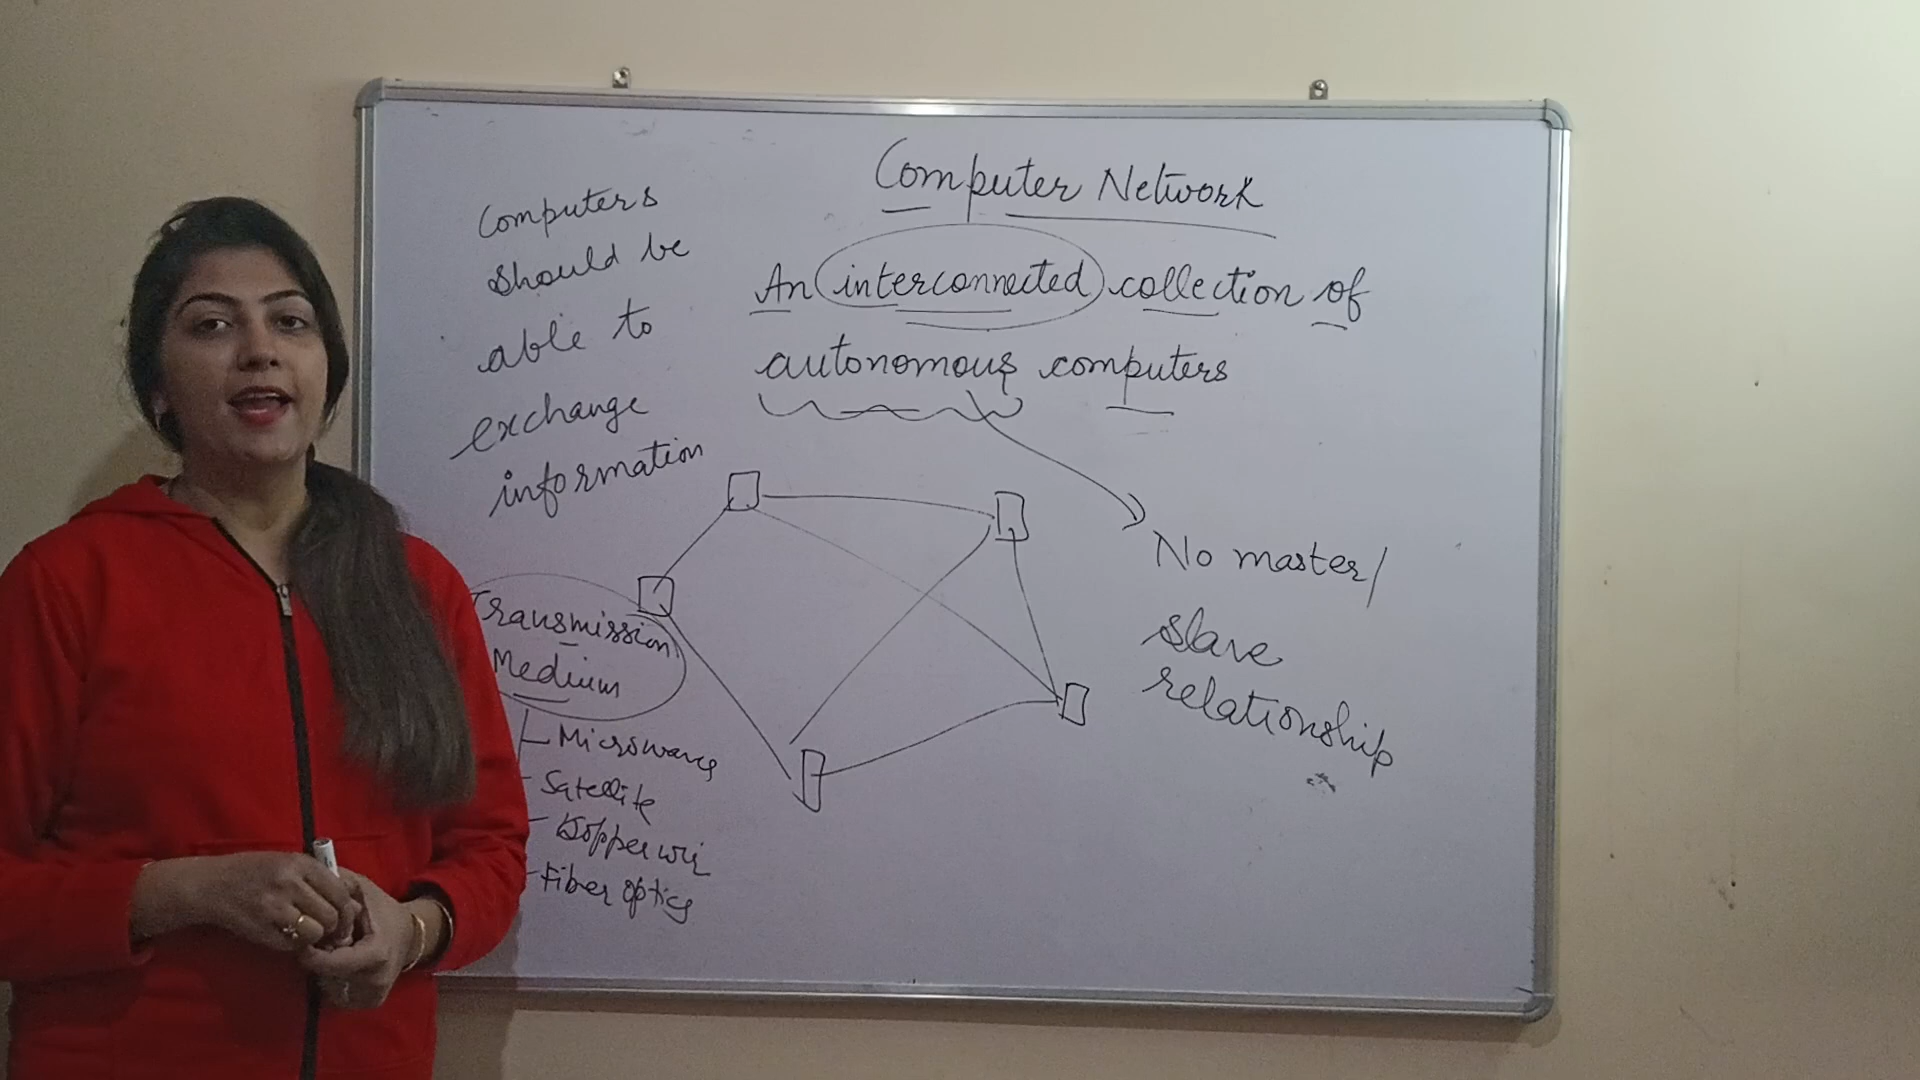 Computer Network
An interconnected collection of
autonomous computers
Computers
should be
able to
exchange
information
No master/
slave
relationship
Transmission
Medium
Microwaves
Satellite
Fiber optics